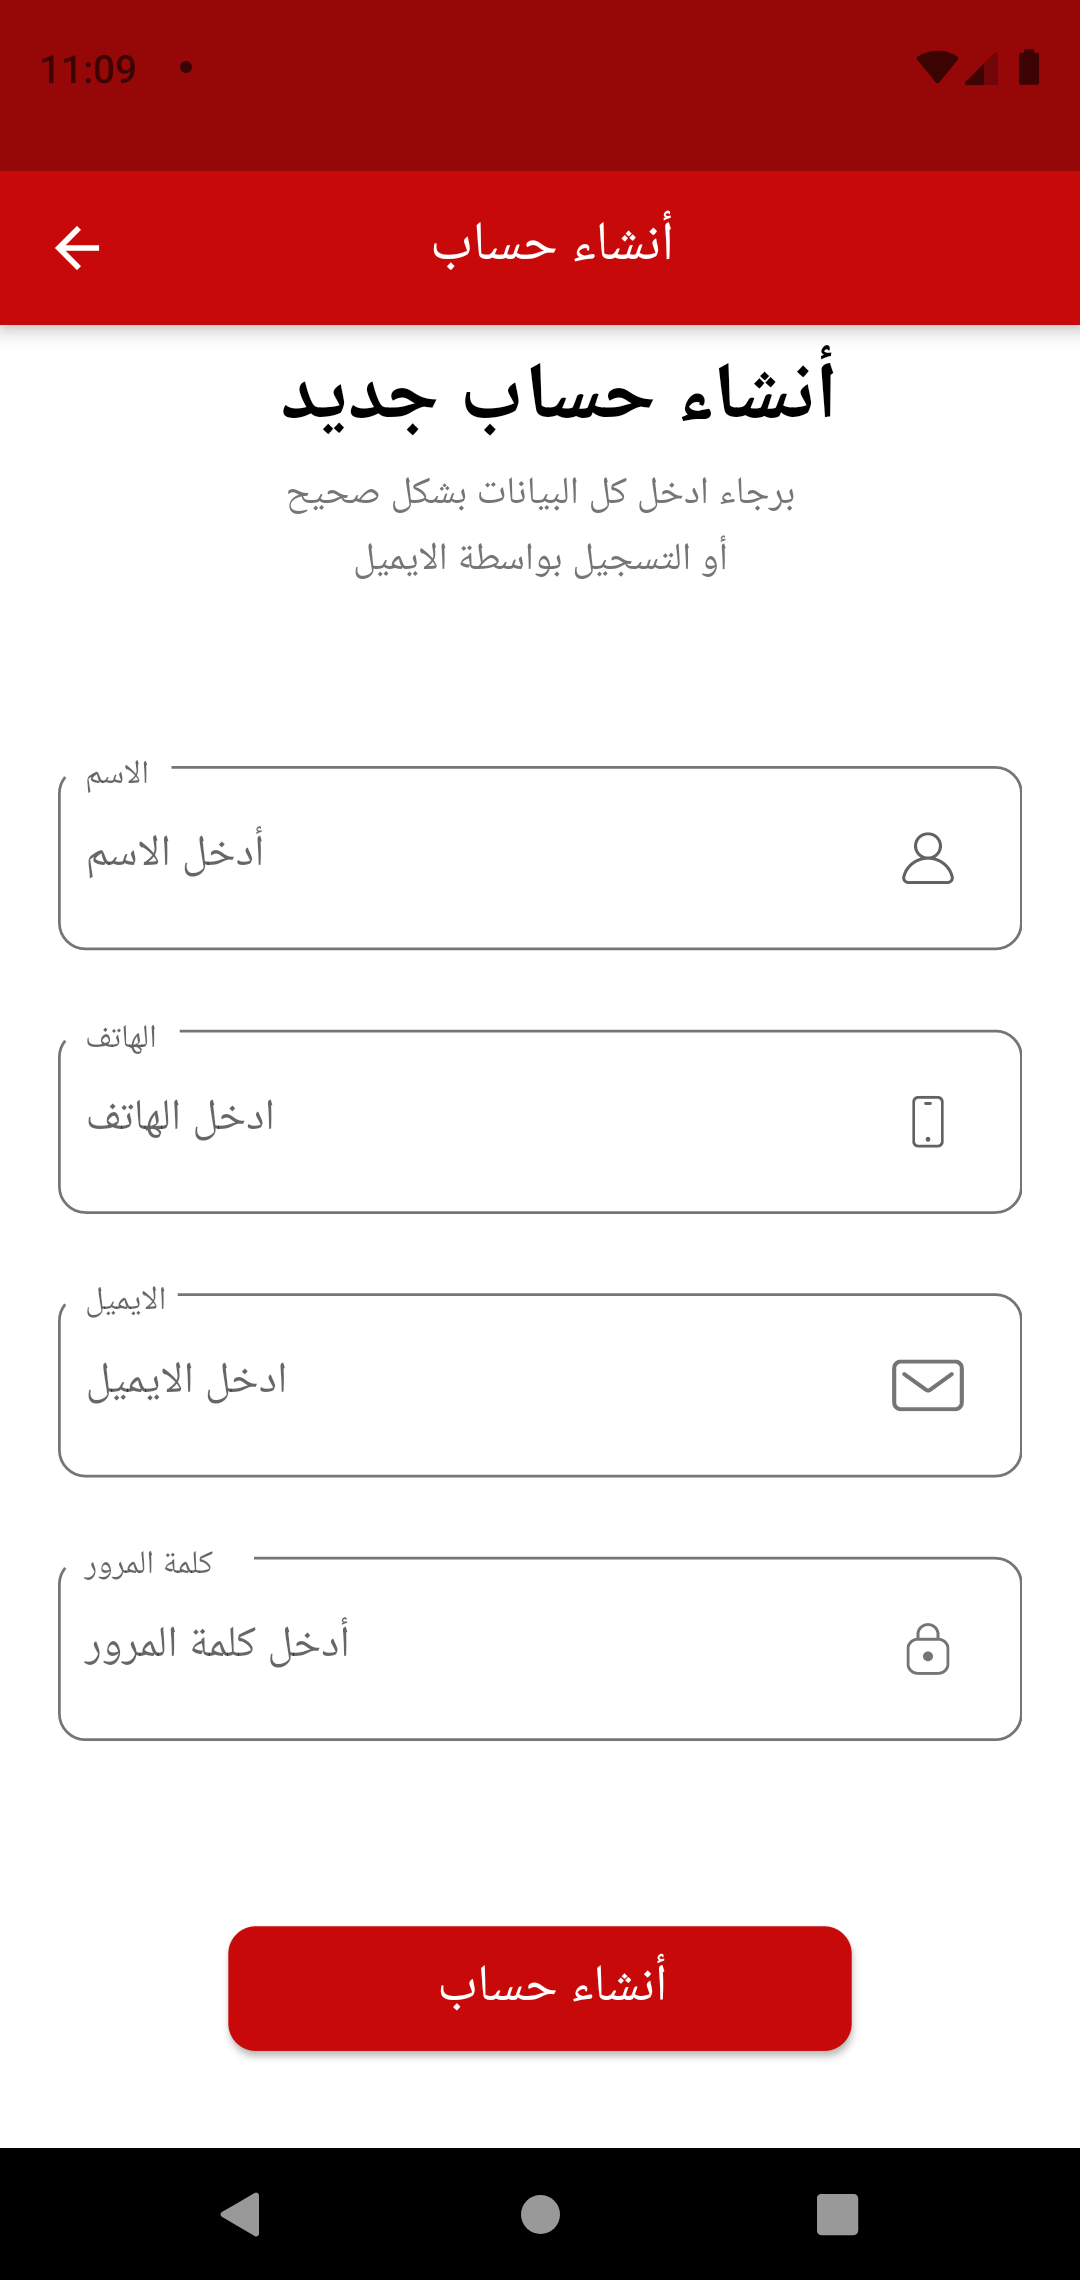 11:09
أنشاء حساب
أنشاء حساب جديد
برجاء ادخل كل البيانات بشكل صحيح
أو التسجيل بواسطة الايميل
الاسم
أدخل الاسم
الهاتف
ادخل الهاتف
الايميل
ادخل الايميل
كلمة المرور
أدخل كلمة المرور
أنشاء حساب